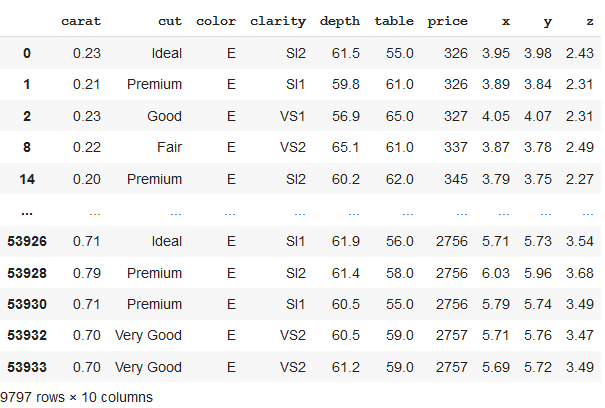 carat cut color clarity depth table price x y z
0 0.23 Ideal E SI2 61.5 55.0 326 3.95 3.98 2.43
1 0.21 Premium E SI1 59.8 61.0 326 3.89 3.84 2.31
2 0.23 Good E VS1 56.9 65.0 327 4.05 4.07 2.31
8 0.22 Fair E VS2 65.1 61.0 337 3.87 3.78 2.49
14 0.20 Premium E SI2 60.2 62.0 345 3.79 3.75 2.27
... ... ... ... ... ... ... ... ... ... ...
53926 0.71 Ideal E SI1 61.9 56.0 2756 5.71 5.73 3.54
53928 0.79 Premium E SI2 61.4 58.0 2756 6.03 5.96 3.68
53930 0.71 Premium E SI1 60.5 55.0 2756 5.79 5.74 3.49
53932 0.70 Very Good E VS2 60.5 59.0 2757 5.71 5.76 3.47
53933 0.70 Very Good E VS2 61.2 59.0 2757 5.69 5.72 3.49
9797 rows × 10 columns